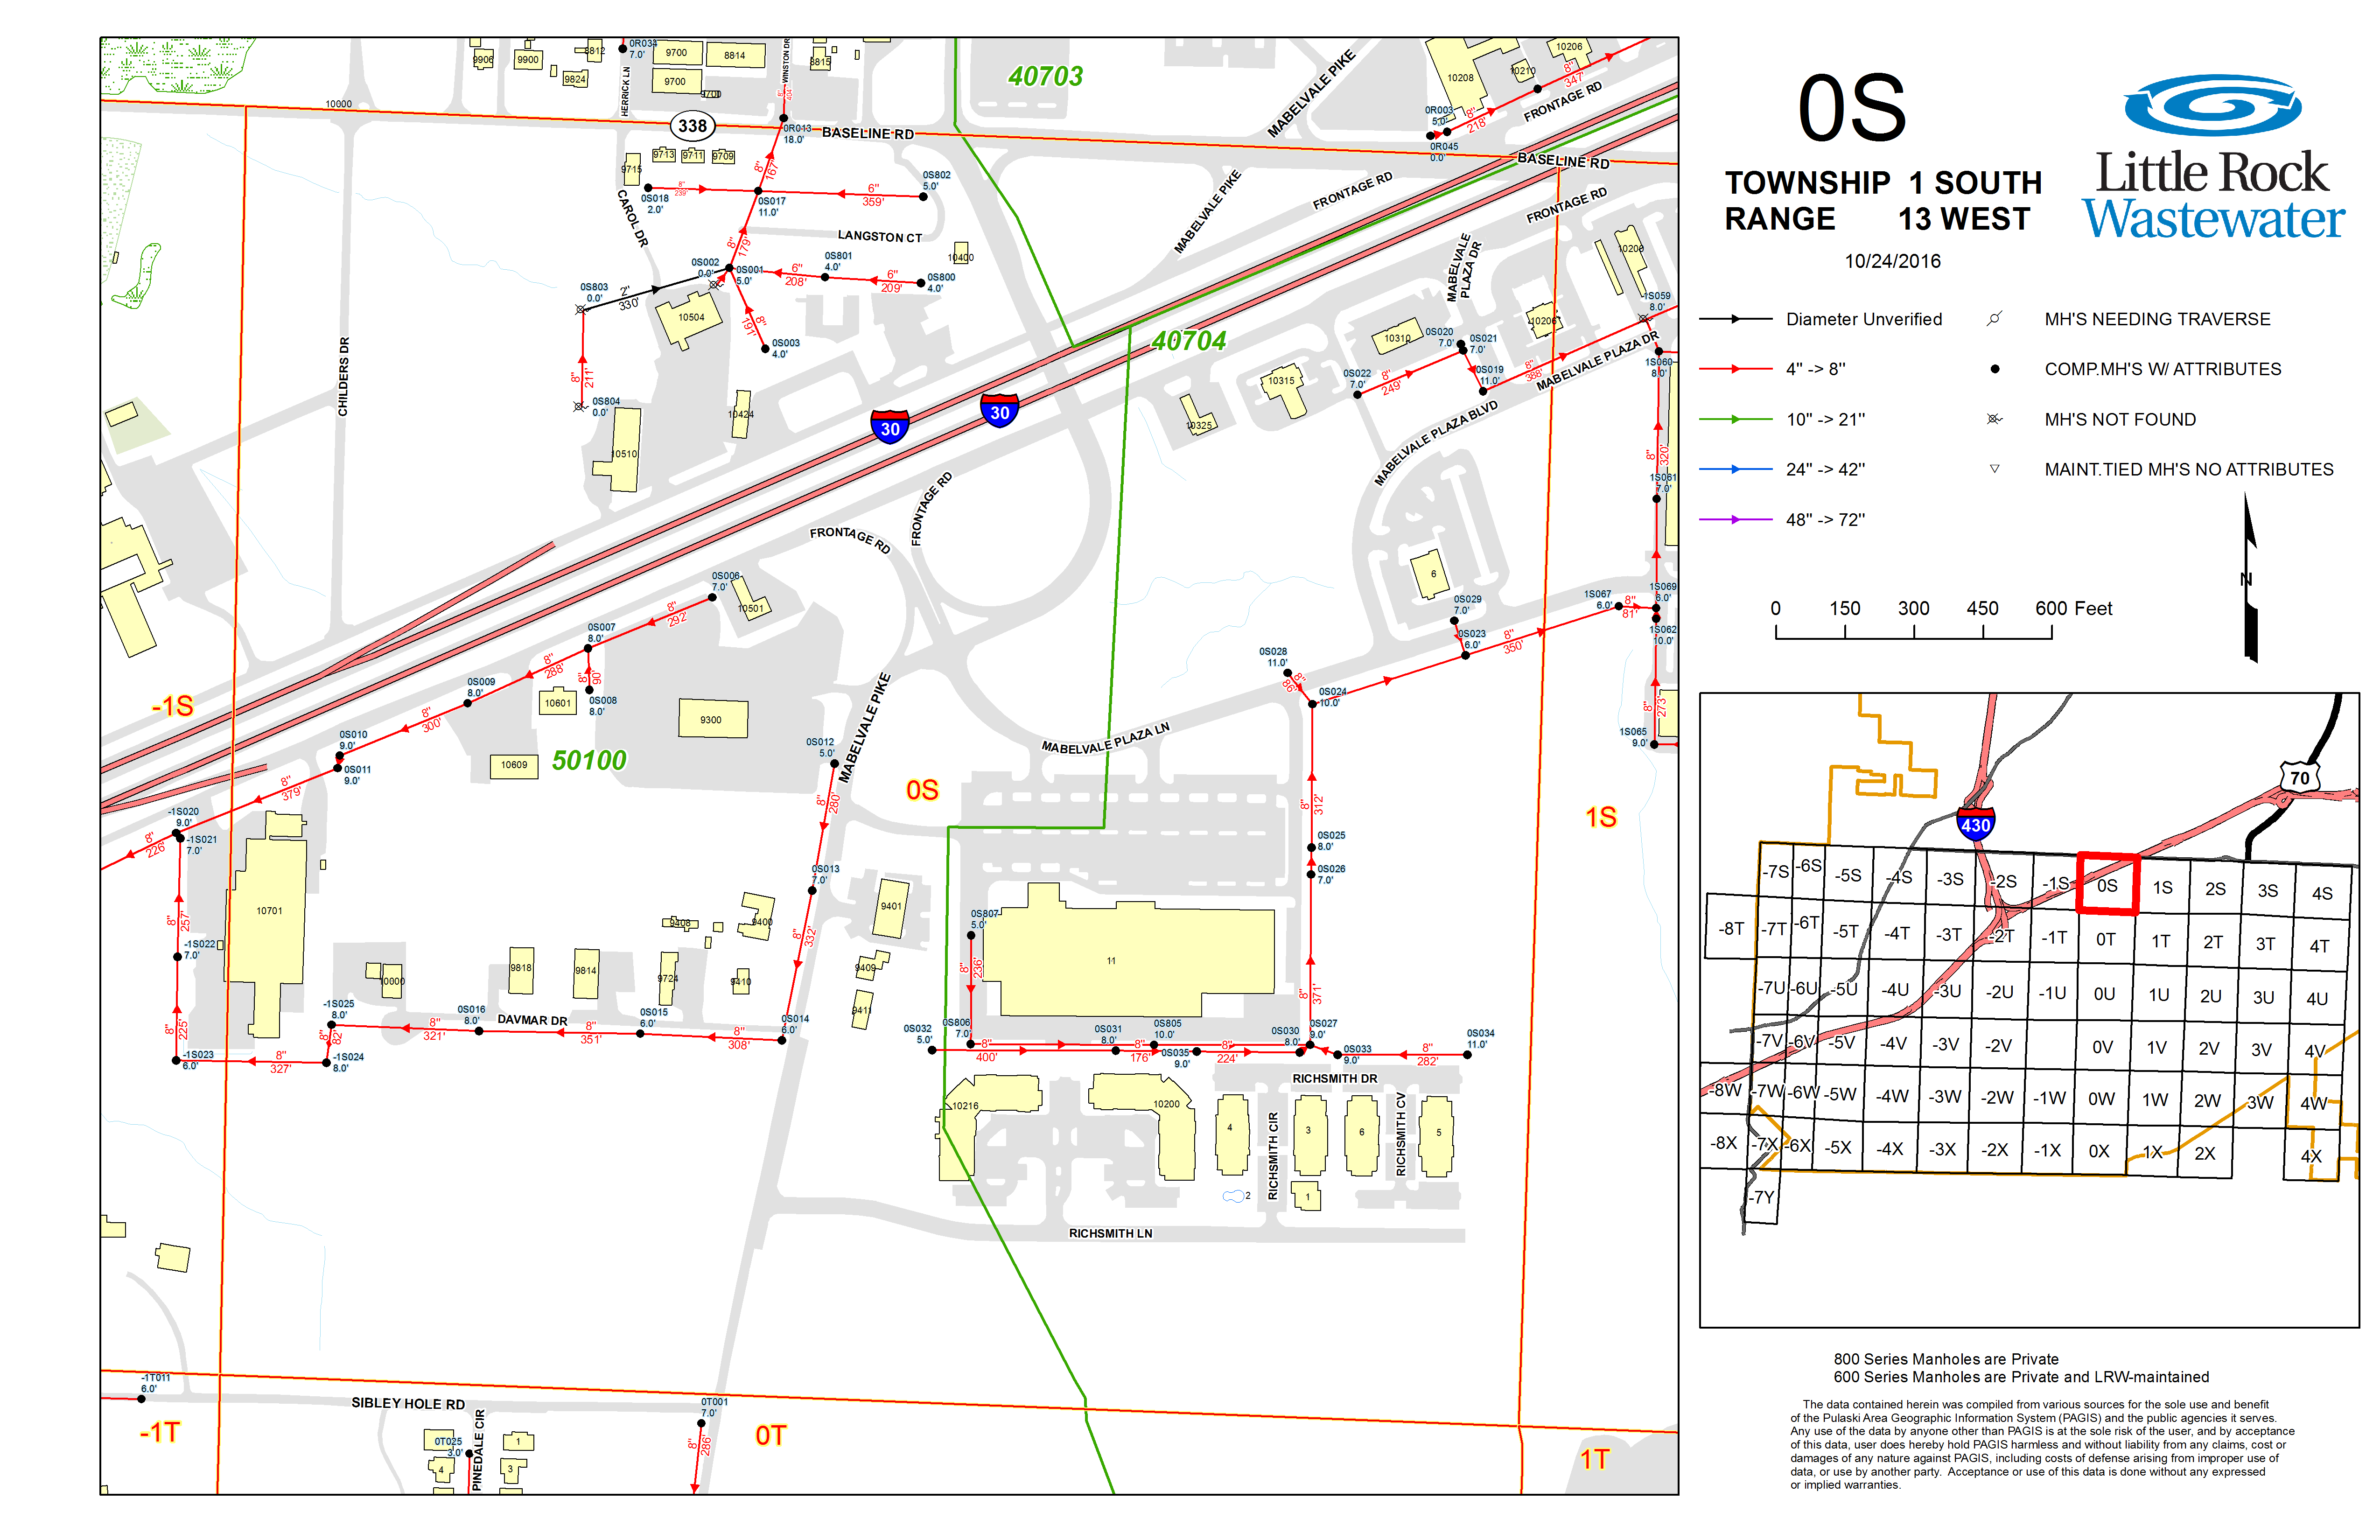 0S
TOWNSHIP 1 SOUTH
RANGE 13 WEST
10/24/2016
Little Rock
Wastewater
Diameter Unverified
4" -> 8"
10" -> 21"
24" -> 42"
48" -> 72"
MH'S NEEDING TRAVERSE
COMP.MH'S W/ ATTRIBUTES
MH'S NOT FOUND
MAINT.TIED MH'S NO ATTRIBUTES
N
0 150 300 450 600 Feet
9906
9900
8812
9824
0R034
7.0'
9700
8814
9700
9700
8815
HERRICK LN
WINSTON DR
8"
404'
10000
338
0R013
18.0'
BASELINE RD
40703
MABELVALE PIKE
10208
10210
10206
8"
347'
FRONTAGE RD
0R003
5.0'
8"
218'
0R045
0.0'
BASELINE RD
9715
9713
9711
9709
8"
167'
0S018
2.0'
8"
239'
0S017
11.0'
6"
359'
0S802
5.0'
CAROL DR
LANGSTON CT
8"
179'
10400
0S002
0.0'
0S001
5.0'
6"
208'
0S801
4.0'
6"
209'
0S800
4.0'
0S803
0.0'
2"
330'
10504
8"
191'
0S003
4.0'
8"
211'
0S804
0.0'
10510
10424
CHILDERS DR
MABELVALE PIKE
FRONTAGE RD
FRONTAGE RD
40704
30
30
MABELVALE
PLAZA DR
10310
10315
10325
0S020
7.0'
0S021
7.0'
0S022
7.0'
8"
249'
0S019
11.0'
8"
388'
10206
10200
1S059
8.0'
1S060
8.0'
MABELVALE PLAZA DR
MABELVALE PLAZA BLVD
8"
320'
1S061
7.0'
FRONTAGE RD
FRONTAGE RD
6
0S029
7.0'
0S023
6.0'
8"
350'
1S067
6.0'
8"
81'
1S069
6.0'
1S062
10.0'
8"
273'
1S065
9.0'
0S006
7.0'
10501
8"
292'
0S007
8.0'
8"
90'
0S008
8.0'
8"
288'
0S009
8.0'
10601
9300
10609
50100
8"
300'
0S010
9.0'
0S011
9.0'
8"
379'
-1S
-1S020
9.0'
-1S021
7.0'
8"
226'
0S012
5.0'
MABELVALE PIKE
8"
280'
0S
MABELVALE PLAZA LN
0S028
11.0'
8"
86'
0S024
10.0'
8"
312'
1S
0S025
8.0'
0S026
7.0'
0S013
7.0'
8"
332'
8"
257'
-1S022
7.0'
10701
9401
9400
9408
9409
9410
9411
9724
9814
9818
10000
0S807
5.0'
8"
236'
11
8"
371'
8"
225'
-1S023
6.0'
8"
327'
-1S025
8.0'
8"
82'
-1S024
8.0'
8"
321'
0S016
8.0'
DAVMAR DR
8"
351'
0S015
6.0'
8"
308'
0S014
6.0'
0S032
5.0'
0S806
7.0'
8"
400'
0S031
8.0'
8"
176'
0S805
10.0'
0S035
9.0'
8"
224'
0S030
8.0'
0S027
9.0'
0S033
9.0'
8"
282'
0S034
11.0'
RICHSMITH DR
10216
10200
4
3
6
5
1
2
RICHSMITH CIR
RICHSMITH CV
RICHSMITH LN
-1T011
6.0'
SIBLEY HOLE RD
-1T
0T025
3.0'
4
1
3
PINEDALE CIR
0T001
7.0'
8"
286'
0T
1T
430
70
-7S -6S -5S -4S -3S -2S -1S 0S 1S 2S 3S 4S
-8T -7T -6T -5T -4T -3T -2T -1T 0T 1T 2T 3T 4T
-7U -6U -5U -4U -3U -2U -1U 0U 1U 2U 3U 4U
-7V -6V -5V -4V -3V -2V 0V 1V 2V 3V 4V
-8W -7W -6W -5W -4W -3W -2W -1W 0W 1W 2W 3W 4W
-8X -7X -6X -5X -4X -3X -2X -1X 0X 1X 2X 4X
-7Y
800 Series Manholes are Private
600 Series Manholes are Private and LRW-maintained
The data contained herein was compiled from various sources for the sole use and benefit
of the Pulaski Area Geographic Information System (PAGIS) and the public agencies it serves.
Any use of the data by anyone other than PAGIS is at the sole risk of the user, and by acceptance
of this data, user does hereby hold PAGIS harmless and without liability from any claims, cost or
damages of any nature against PAGIS, including costs of defense arising from improper use of
data, or use by another party. Acceptance or use of this data is done without any expressed
or implied warranties.